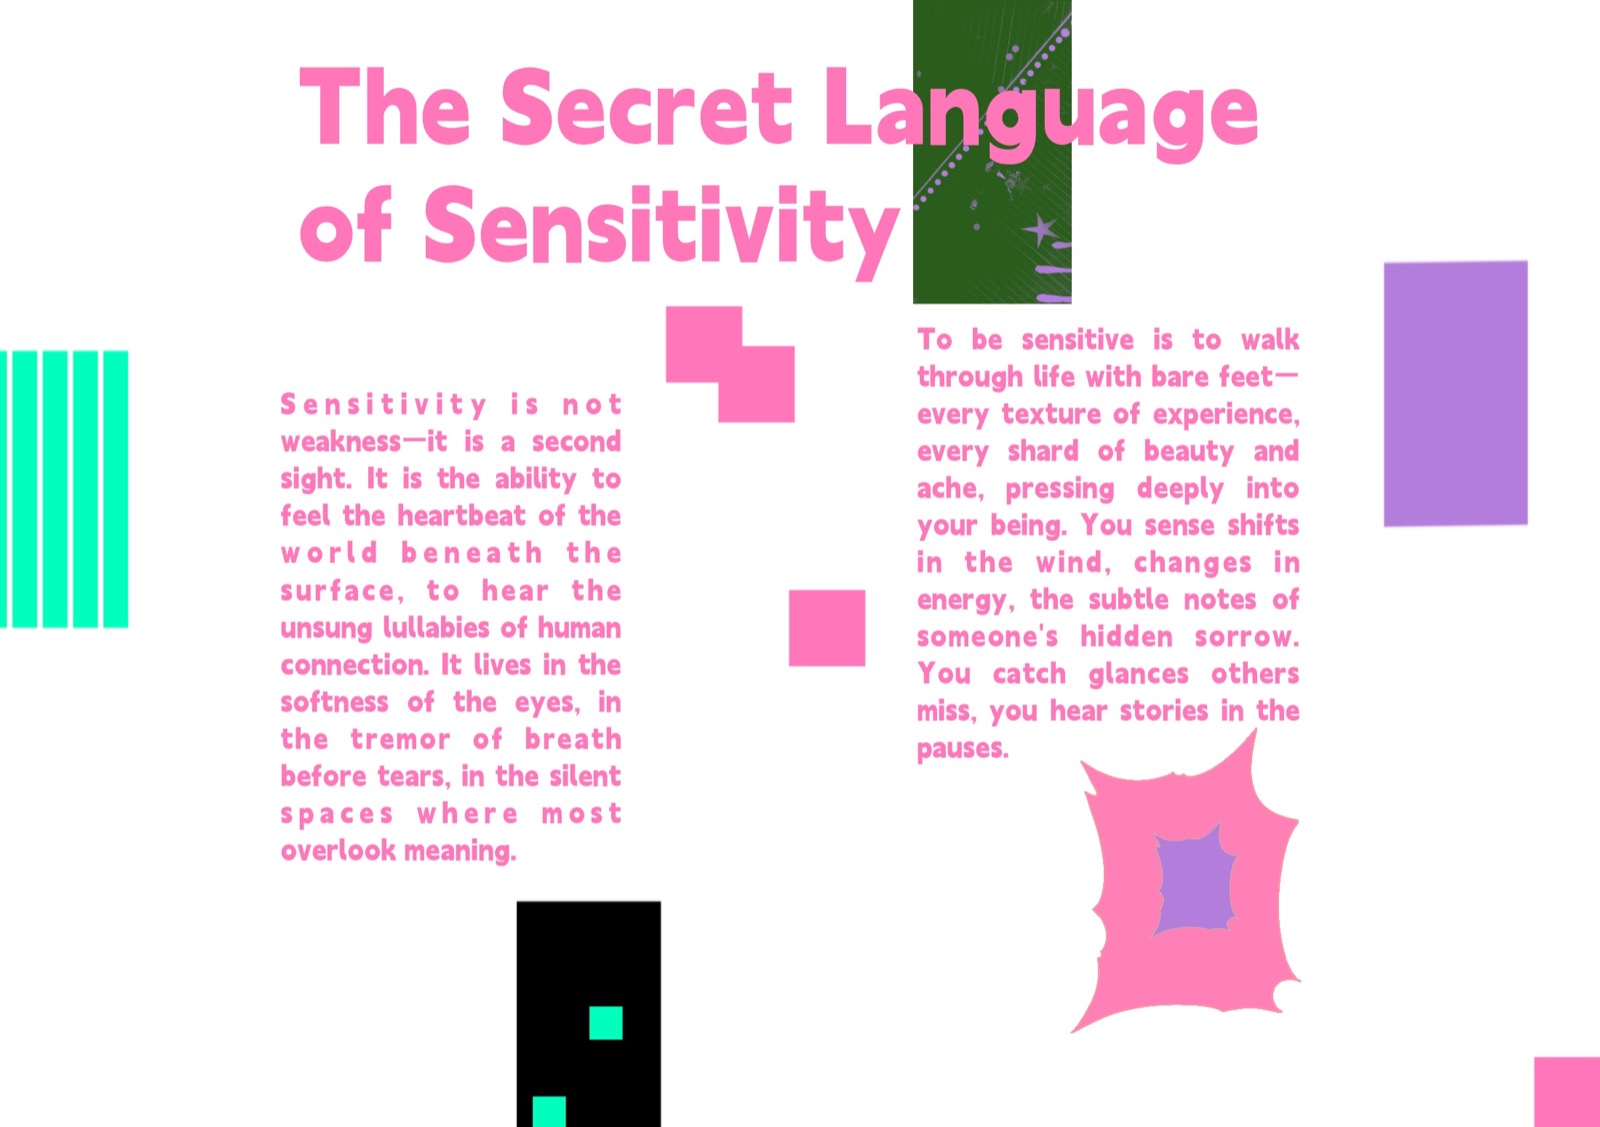 The Secret Language
of Sensitivity
Sensitivity is not
weakness—it is a second
sight. It is the ability to
feel the heartbeat of the
world beneath the
surface, to hear the
unsung lullabies of human
connection. It lives in the
softness of the eyes, in
the tremor of breath
before tears, in the silent
spaces where most
overlook meaning.
To be sensitive is to walk
through life with bare feet—
every texture of experience,
every shard of beauty and
ache, pressing deeply into
your being. You sense shifts
in the wind, changes in
energy, the subtle notes of
someone's hidden sorrow.
You catch glances others
miss, you hear stories in the
pauses.